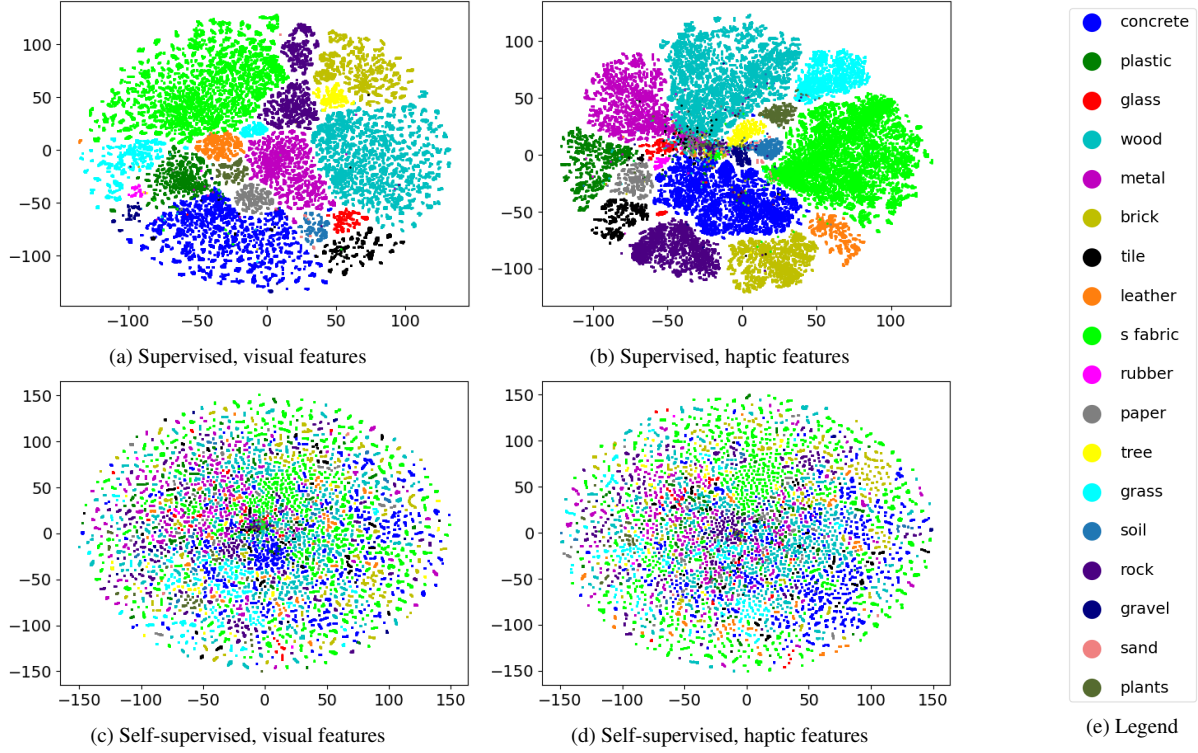 100
50
0
−50
−100
−100
−50
0
50
100
(a) Supervised, visual features
100
50
0
−50
−100
−100
−50
0
50
100
(b) Supervised, haptic features
150
100
50
0
−50
−100
−150
−150
−100
−50
0
50
100
150
(c) Self-supervised, visual features
150
100
50
0
−50
−100
−150
−150
−100
−50
0
50
100
150
(d) Self-supervised, haptic features
concrete
plastic
glass
wood
metal
brick
tile
leather
s fabric
rubber
paper
tree
grass
soil
rock
gravel
sand
plants
(e) Legend